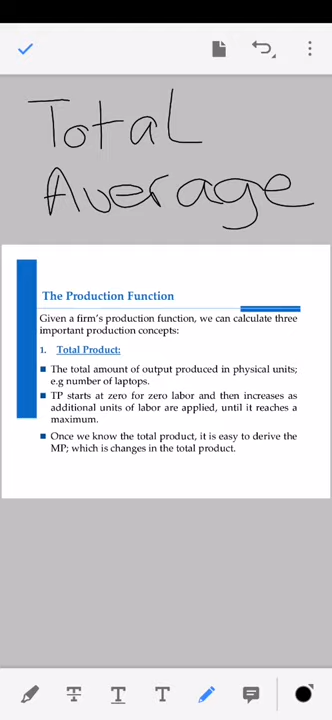 Total
Average
The Production Function
Given a firm's production function, we can calculate three
important production concepts:
1. Total Product:
The total amount of output produced in physical units;
e.g number of laptops.
TP starts at zero for zero labor and then increases as
additional units of labor are applied, until it reaches a
maximum.
Once we know the total product, it is easy to derive the
MP; which is changes in the total product.
T
T
T